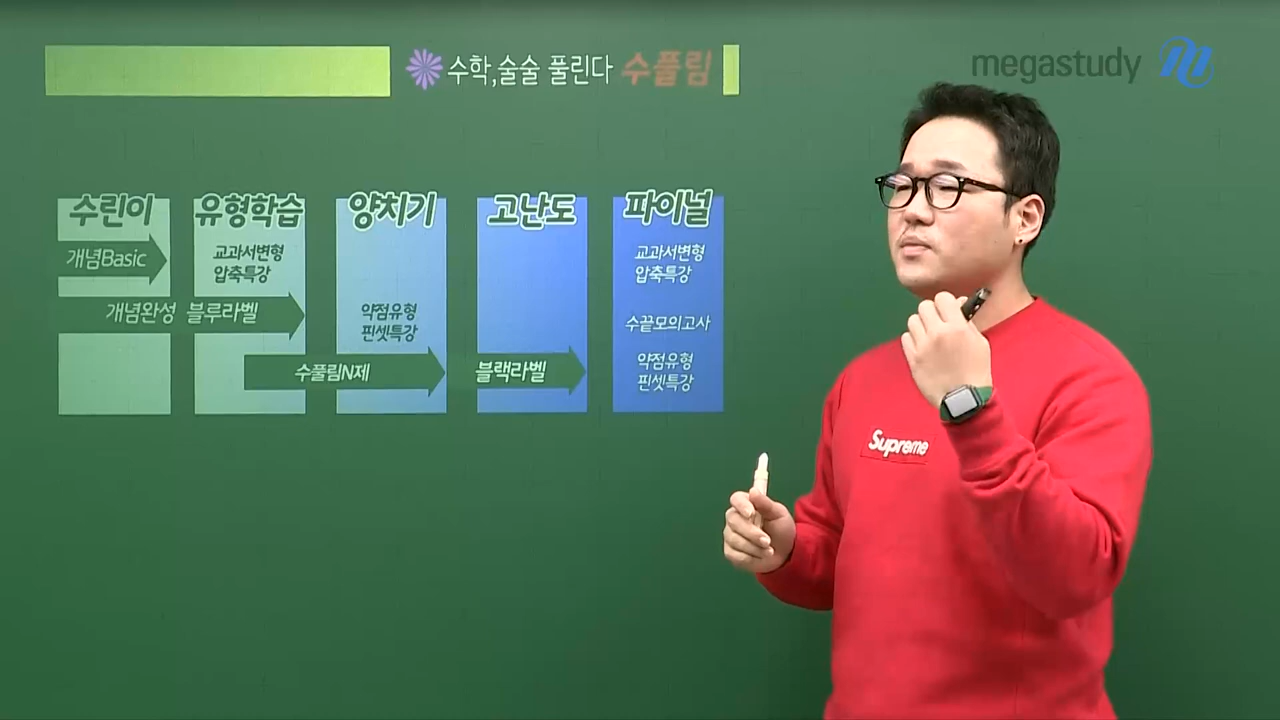 수학,술술 풀린다 수플림
megastudy
수린이
유형학습
양치기
고난도
파이널
개념Basic
교과서변형
압축특강
교과서변형
압축특강
개념완성 블루라벨
약점유형
핀셋특강
수끝모의고사
수풀림N제
블랙라벨
약점유형
핀셋특강
Supreme